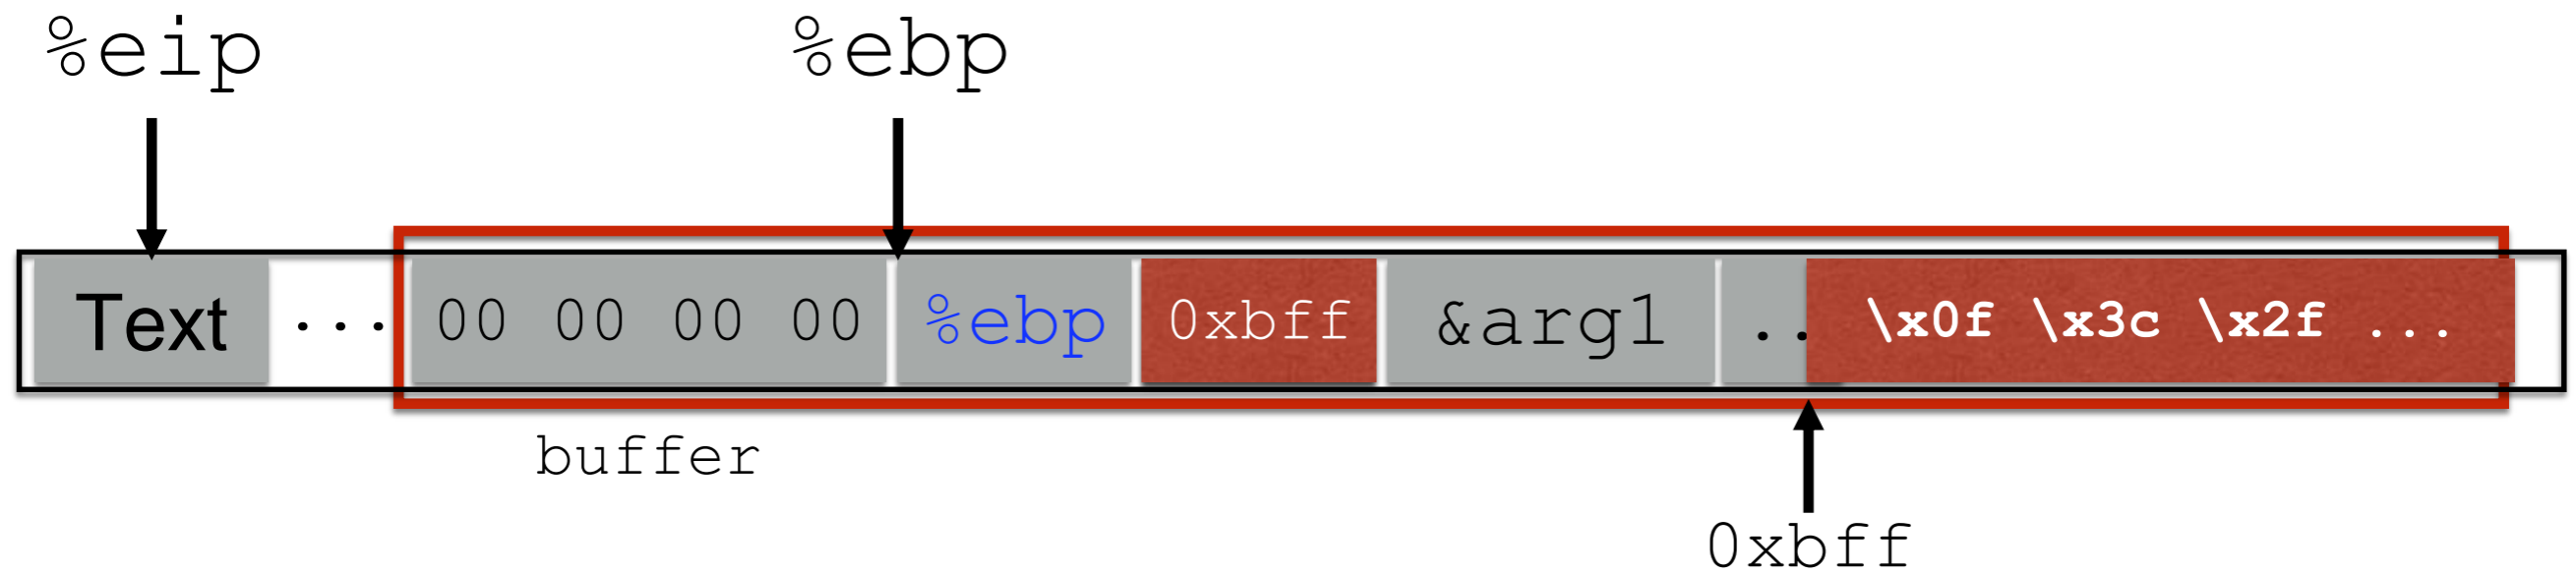 %eip %ebp
Text ... 00 00 00 00 %ebp 0xbff &arg1 .. \x0f \x3c \x2f ...
buffer
0xbff